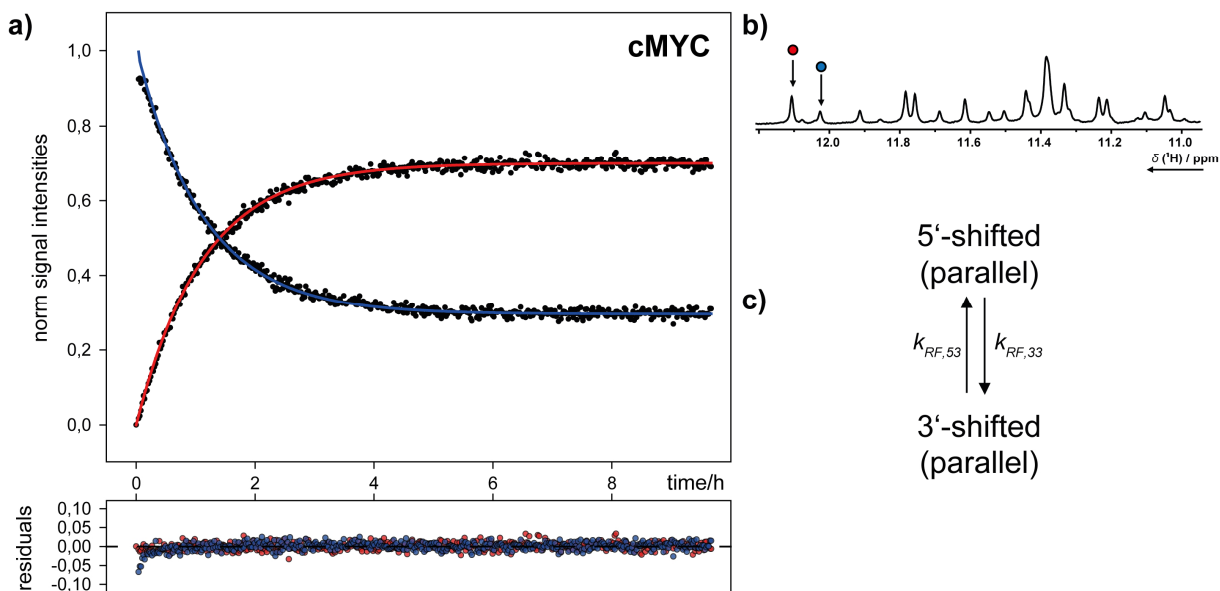 a)
cMYC
norm signal intensities
1,0
0,8
0,6
0,4
0,2
0,0
0
2
4
6
8
time/h
residuals
0,10
0,05
0,00
-0,05
-0,10
b)
12.0
11.8
11.6
11.4
11.2
11.0
δ (¹H) / ppm
c)
5‘-shifted
(parallel)
k_RF,53
k_RF,33
3‘-shifted
(parallel)